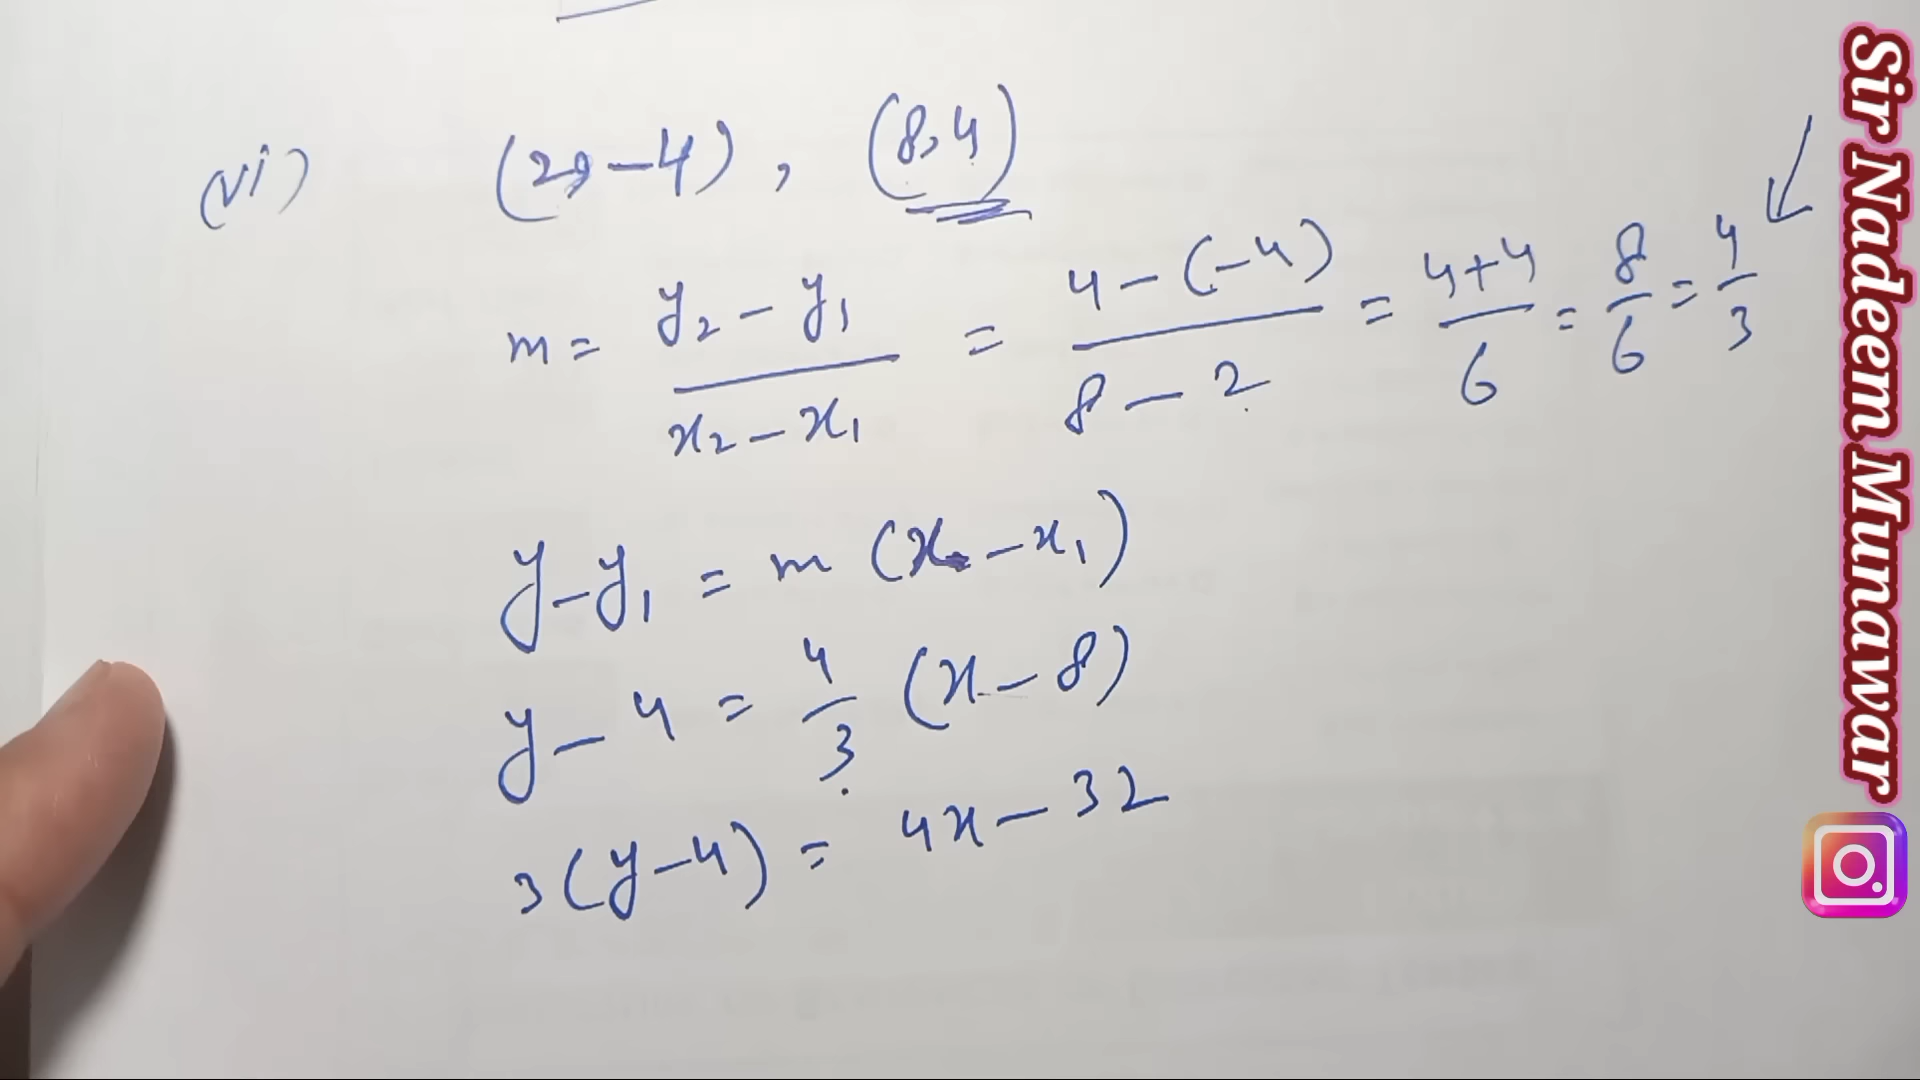 (vi) (2, -4), (8,4)
m = y₂ - y₁ / x₂ - x₁ = 4 - (-4) / 8 - 2 = 4+4 / 6 = 8/6 = 4/3
y - y₁ = m (x - x₁)
y - 4 = 4/3 (x - 8)
3(y-4) = 4x - 32
Sir Nadeem Munawar